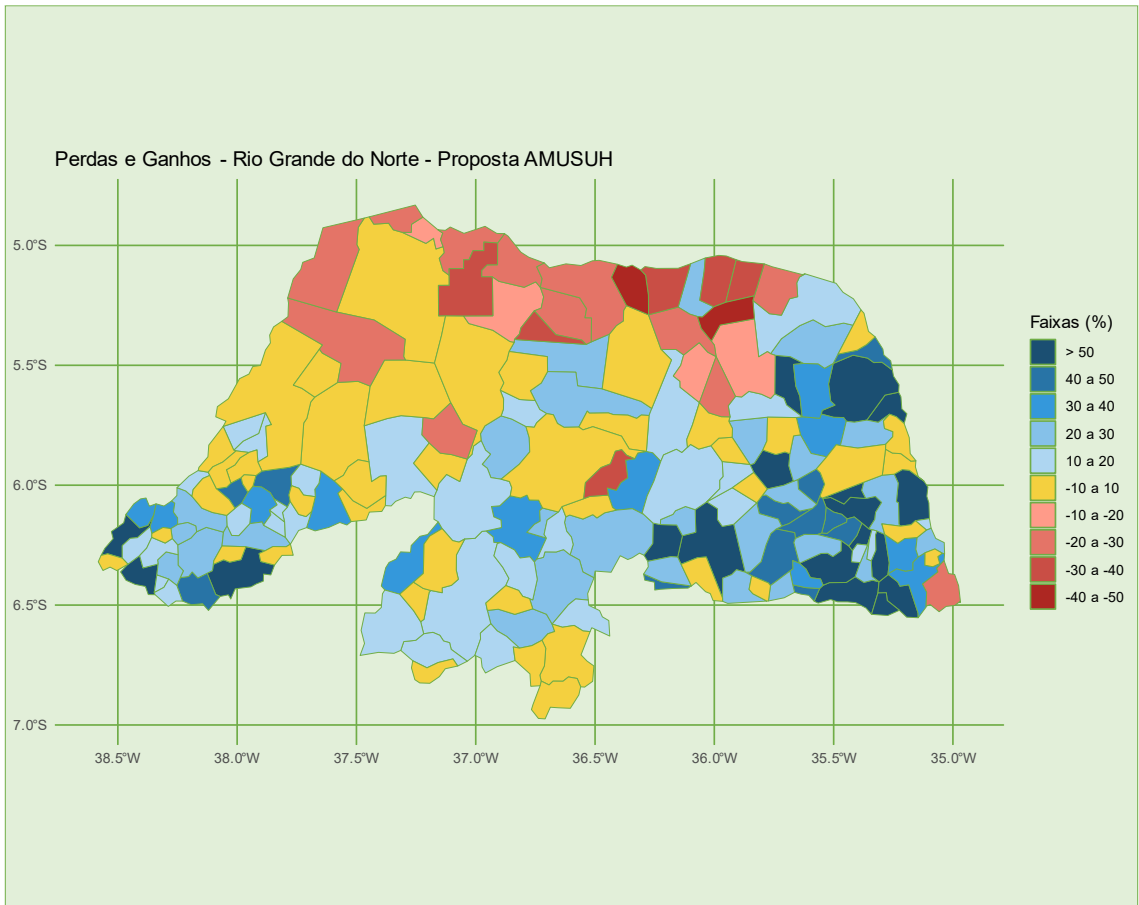 Perdas e Ganhos - Rio Grande do Norte - Proposta AMUSUH
5.0°S
5.5°S
6.0°S
6.5°S
7.0°S
38.5°W 38.0°W 37.5°W 37.0°W 36.5°W 36.0°W 35.5°W 35.0°W
Faixas (%)
> 50
40 a 50
30 a 40
20 a 30
10 a 20
-10 a 10
-10 a -20
-20 a -30
-30 a -40
-40 a -50